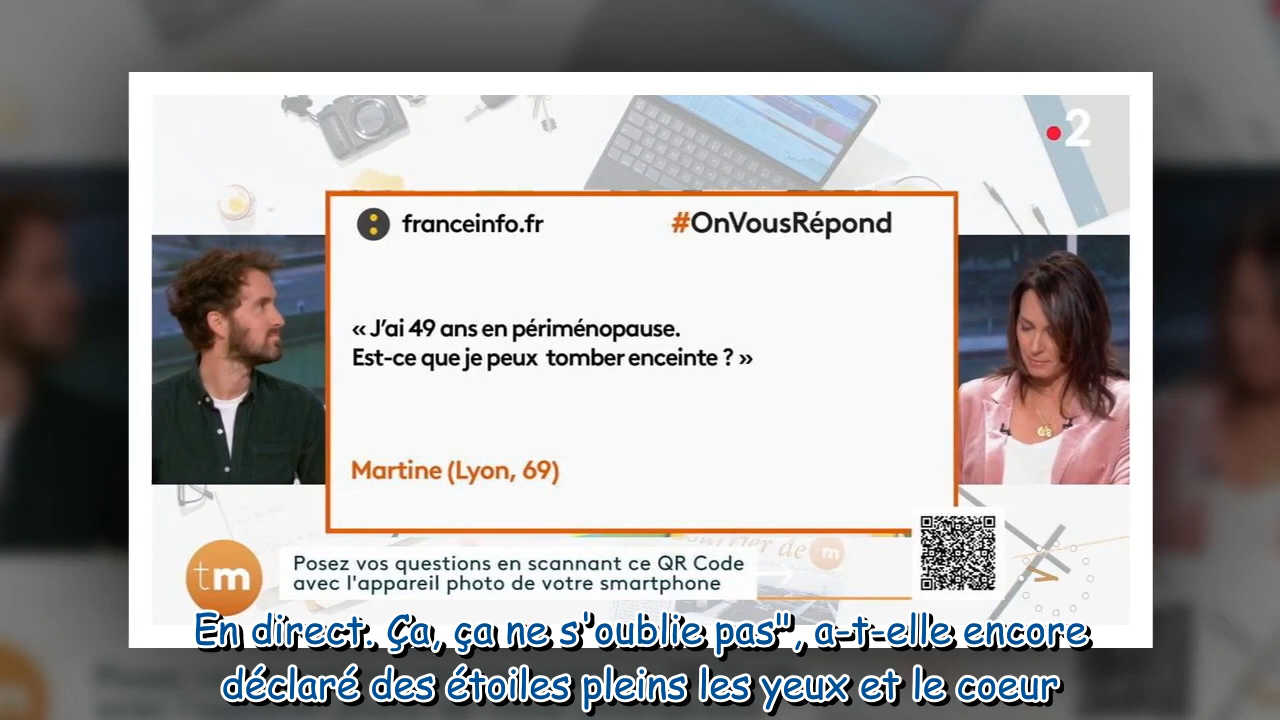 2
franceinfo.fr
#OnVousRépond
« J'ai 49 ans en périménopause.
Est-ce que je peux tomber enceinte ? »
Martine (Lyon, 69)
tm
Posez vos questions en scannant ce QR Code
avec l'appareil photo de votre smartphone
de
m
En direct. Ça, ça ne s'oublie pas", a-t-elle encore
déclaré des étoiles pleins les yeux et le coeur